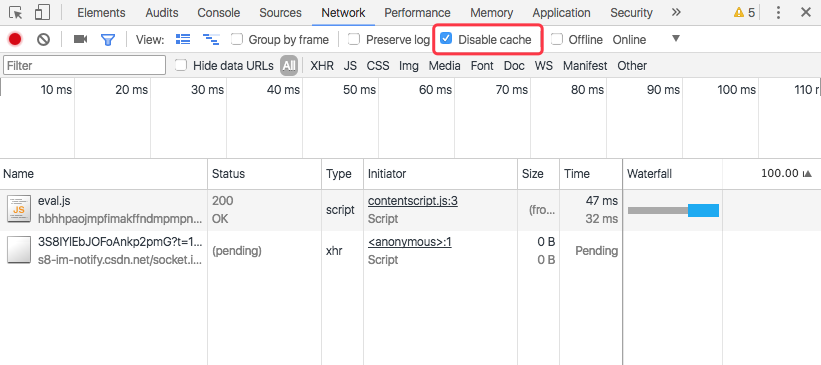 Elements Audits Console Sources Network Performance Memory Application Security » 5
View: Group by frame Preserve log Disable cache Offline Online
Filter Hide data URLs All XHR JS CSS Img Media Font Doc WS Manifest Other
10 ms 20 ms 30 ms 40 ms 50 ms 60 ms 70 ms 80 ms 90 ms 100 ms 110 r
Name Status Type Initiator Size Time Waterfall 100.00
JS eval.js 200 script contentscript.js:3 (fro... 47 ms
hbhhpaojmpfimakffndmpmpn... OK Script 32 ms
3S8IYlEbJOFoAnkp2pmG?t=1... (pending) xhr <anonymous>:1 0 B Pending
s8-im-notify.csdn.net/socket.i... Script 0 B